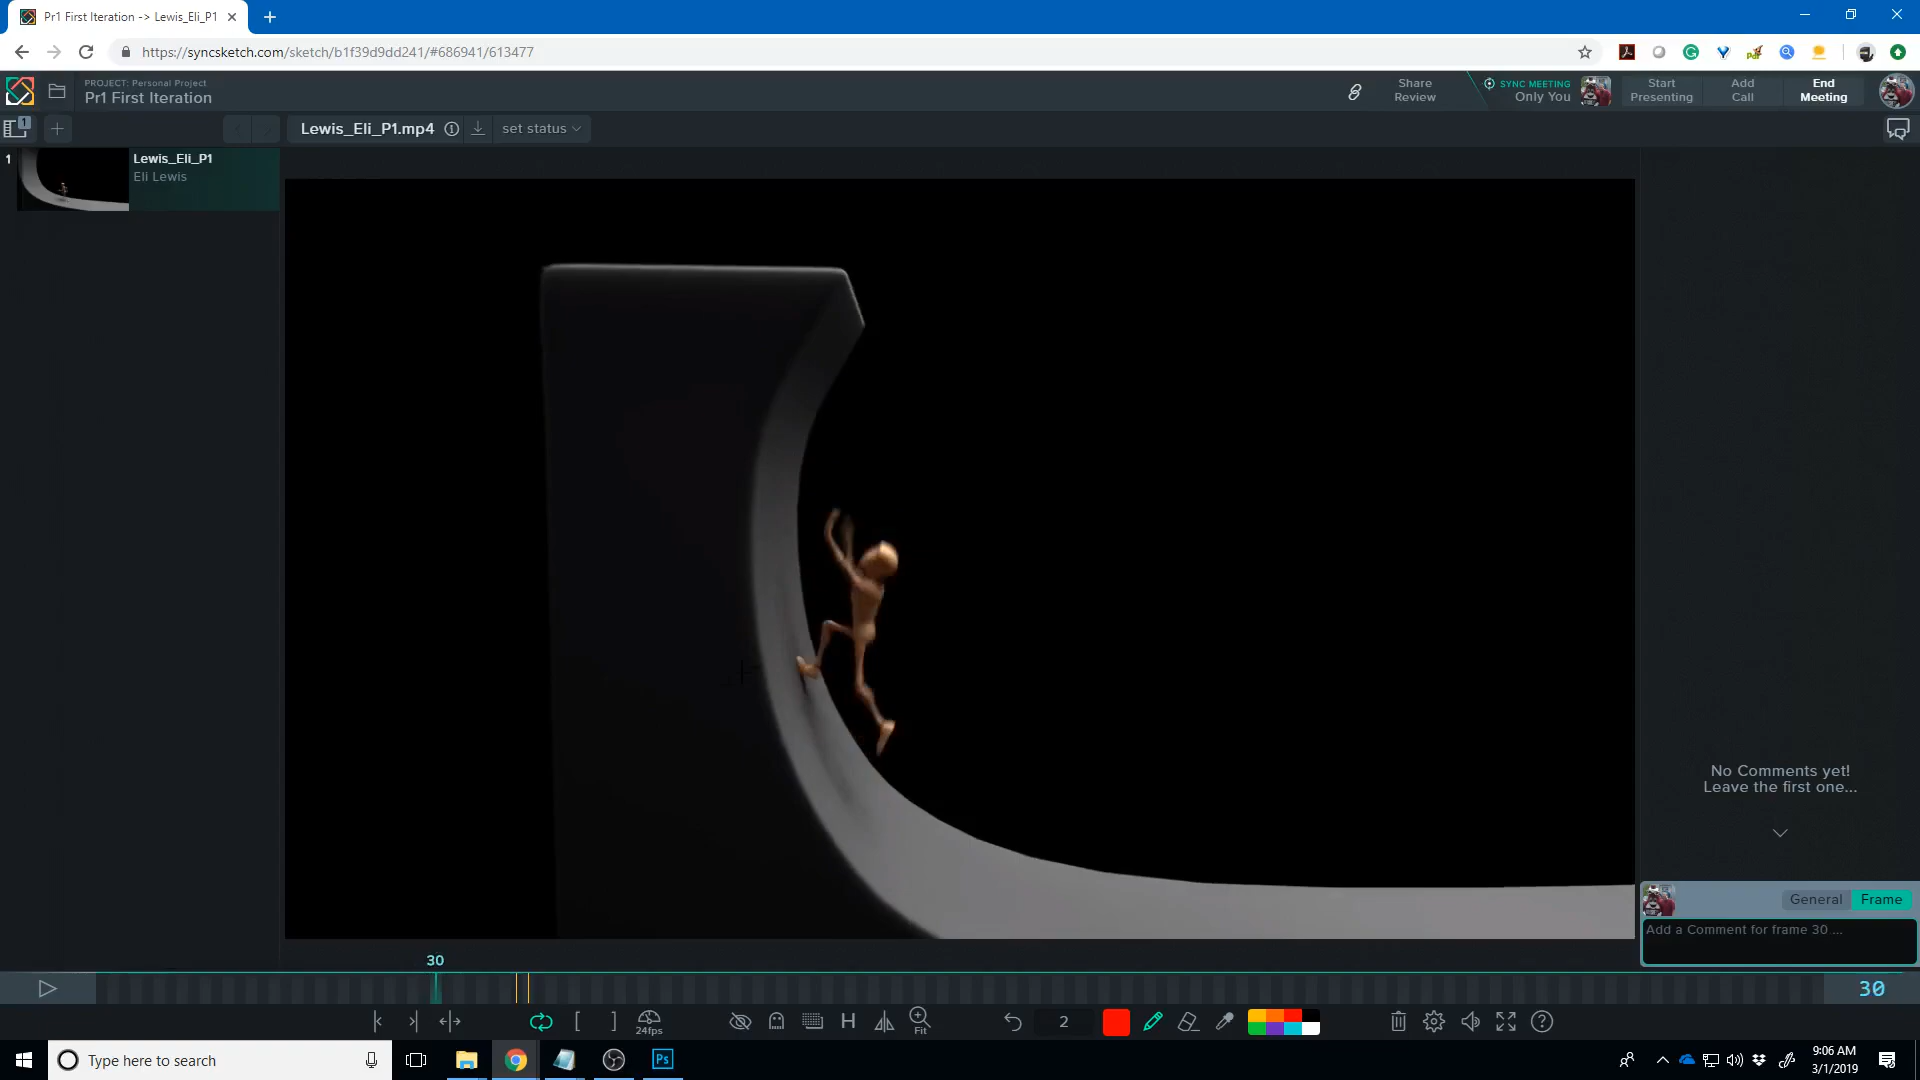 Pr1 First Iteration -> Lewis_Eli_P1
https://syncsketch.com/sketch/b1f39d9dd241/#686941/613477
PROJECT: Personal Project
Pr1 First Iteration
Share
Review
SYNC MEETING
Only You
Start
Presenting
Add
Call
End
Meeting
1
Lewis_Eli_P1.mp4
set status
1
Lewis_Eli_P1
Eli Lewis
No Comments yet!
Leave the first one...
General
Frame
Add a Comment for frame 30 ...
30
30
24fps
H
Fit
2
Type here to search
Ps
9:06 AM
3/1/2019